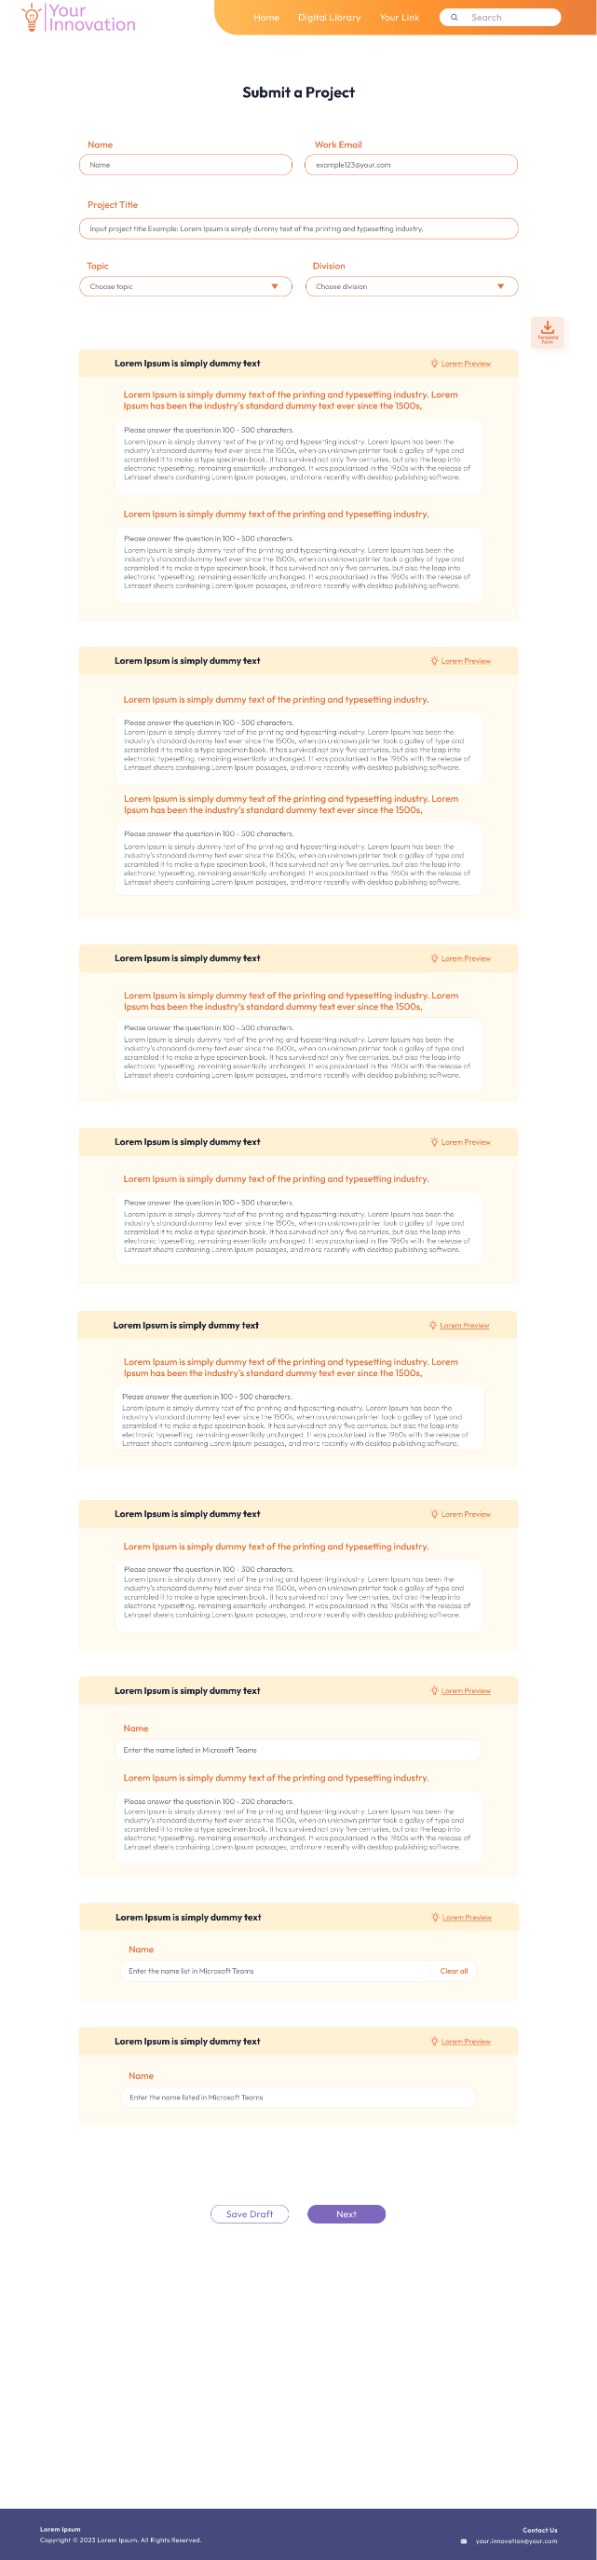 Your
Innovation
Home Digital Library Your Link Search
Submit a Project
Name Work Email
Name example123@your.com
Project Title
Input project title Example: Lorem Ipsum is simply dummy text of the printing and typesetting industry.
Topic Division
Choose topic Choose division
Template
Form
Lorem Ipsum is simply dummy text Lorem Preview
Lorem Ipsum is simply dummy text of the printing and typesetting industry. Lorem
Ipsum has been the industry's standard dummy text ever since the 1500s,
Please answer the question in 100 - 500 characters.
Lorem Ipsum is simply dummy text of the printing and typesetting industry. Lorem Ipsum has been the
industry's standard dummy text ever since the 1500s, when an unknown printer took a galley of type and
scrambled it to make a type specimen book. It has survived not only five centuries, but also the leap into
electronic typesetting, remaining essentially unchanged. It was popularised in the 1960s with the release of
Letraset sheets containing Lorem Ipsum passages, and more recently with desktop publishing software.
Lorem Ipsum is simply dummy text of the printing and typesetting industry.
Please answer the question in 100 - 500 characters.
Lorem Ipsum is simply dummy text of the printing and typesetting industry. Lorem Ipsum has been the
industry's standard dummy text ever since the 1500s, when an unknown printer took a galley of type and
scrambled it to make a type specimen book. It has survived not only five centuries, but also the leap into
electronic typesetting, remaining essentially unchanged. It was popularised in the 1960s with the release of
Letraset sheets containing Lorem Ipsum passages, and more recently with desktop publishing software.
Lorem Ipsum is simply dummy text Lorem Preview
Lorem Ipsum is simply dummy text of the printing and typesetting industry.
Please answer the question in 100 - 500 characters.
Lorem Ipsum is simply dummy text of the printing and typesetting industry. Lorem Ipsum has been the
industry's standard dummy text ever since the 1500s, when an unknown printer took a galley of type and
scrambled it to make a type specimen book. It has survived not only five centuries, but also the leap into
electronic typesetting, remaining essentially unchanged. It was popularised in the 1960s with the release of
Letraset sheets containing Lorem Ipsum passages, and more recently with desktop publishing software.
Lorem Ipsum is simply dummy text of the printing and typesetting industry. Lorem
Ipsum has been the industry's standard dummy text ever since the 1500s,
Please answer the question in 100 - 500 characters.
Lorem Ipsum is simply dummy text of the printing and typesetting industry. Lorem Ipsum has been the
industry's standard dummy text ever since the 1500s, when an unknown printer took a galley of type and
scrambled it to make a type specimen book. It has survived not only five centuries, but also the leap into
electronic typesetting, remaining essentially unchanged. It was popularised in the 1960s with the release of
Letraset sheets containing Lorem Ipsum passages, and more recently with desktop publishing software.
Lorem Ipsum is simply dummy text Lorem Preview
Lorem Ipsum is simply dummy text of the printing and typesetting industry. Lorem
Ipsum has been the industry's standard dummy text ever since the 1500s,
Please answer the question in 100 - 500 characters.
Lorem Ipsum is simply dummy text of the printing and typesetting industry. Lorem Ipsum has been the
industry's standard dummy text ever since the 1500s, when an unknown printer took a galley of type and
scrambled it to make a type specimen book. It has survived not only five centuries, but also the leap into
electronic typesetting, remaining essentially unchanged. It was popularised in the 1960s with the release of
Letraset sheets containing Lorem Ipsum passages, and more recently with desktop publishing software.
Lorem Ipsum is simply dummy text Lorem Preview
Lorem Ipsum is simply dummy text of the printing and typesetting industry.
Please answer the question in 100 - 500 characters.
Lorem Ipsum is simply dummy text of the printing and typesetting industry. Lorem Ipsum has been the
industry's standard dummy text ever since the 1500s, when an unknown printer took a galley of type and
scrambled it to make a type specimen book. It has survived not only five centuries, but also the leap into
electronic typesetting, remaining essentially unchanged. It was popularised in the 1960s with the release of
Letraset sheets containing Lorem Ipsum passages, and more recently with desktop publishing software.
Lorem Ipsum is simply dummy text Lorem Preview
Lorem Ipsum is simply dummy text of the printing and typesetting industry. Lorem
Ipsum has been the industry's standard dummy text ever since the 1500s,
Please answer the question in 100 - 500 characters.
Lorem Ipsum is simply dummy text of the printing and typesetting industry. Lorem Ipsum has been the
industry's standard dummy text ever since the 1500s, when an unknown printer took a galley of type and
scrambled it to make a type specimen book. It has survived not only five centuries, but also the leap into
electronic typesetting, remaining essentially unchanged. It was popularised in the 1960s with the release of
Letraset sheets containing Lorem Ipsum passages, and more recently with desktop publishing software.
Lorem Ipsum is simply dummy text Lorem Preview
Lorem Ipsum is simply dummy text of the printing and typesetting industry.
Please answer the question in 100 - 300 characters.
Lorem Ipsum is simply dummy text of the printing and typesetting industry. Lorem Ipsum has been the
industry's standard dummy text ever since the 1500s, when an unknown printer took a galley of type and
scrambled it to make a type specimen book. It has survived not only five centuries, but also the leap into
electronic typesetting, remaining essentially unchanged. It was popularised in the 1960s with the release of
Letraset sheets containing Lorem Ipsum passages, and more recently with desktop publishing software.
Lorem Ipsum is simply dummy text Lorem Preview
Name
Enter the name listed in Microsoft Teams
Lorem Ipsum is simply dummy text of the printing and typesetting industry.
Please answer the question in 100 - 200 characters.
Lorem Ipsum is simply dummy text of the printing and typesetting industry. Lorem Ipsum has been the
industry's standard dummy text ever since the 1500s, when an unknown printer took a galley of type and
scrambled it to make a type specimen book. It has survived not only five centuries, but also the leap into
electronic typesetting, remaining essentially unchanged. It was popularised in the 1960s with the release of
Letraset sheets containing Lorem Ipsum passages, and more recently with desktop publishing software.
Lorem Ipsum is simply dummy text Lorem Preview
Name
Enter the name list in Microsoft Teams Clear all
Lorem Ipsum is simply dummy text Lorem Preview
Name
Enter the name listed in Microsoft Teams
Save Draft Next
Lorem Ipsum Contact Us
Copyright © 2023 Lorem Ipsum. All Rights Reserved. your.innovation@your.com